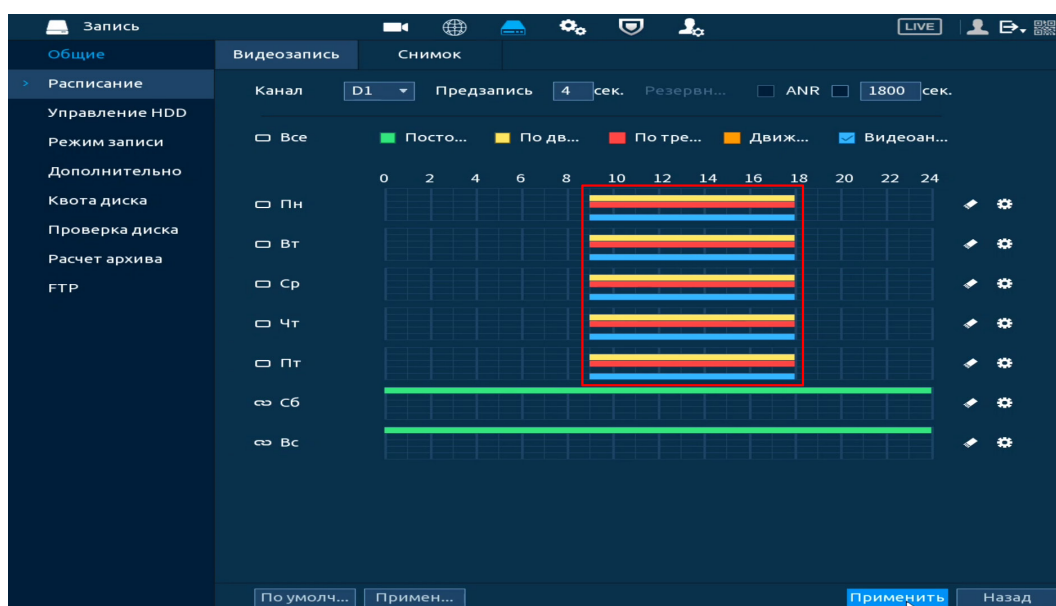 Запись LIVE
Общие
Расписание
Управление HDD
Режим записи
Дополнительно
Квота диска
Проверка диска
Расчет архива
FTP
Видеозапись Снимок
Канал D1 Предзапись 4 сек. Резервн... ANR 1800 сек.
Все Посто... По дв... По тре... Движ... Видеоан...
0 2 4 6 8 10 12 14 16 18 20 22 24
Пн
Вт
Ср
Чт
Пт
Сб
Вс
По умолч... Примен... Применить Назад